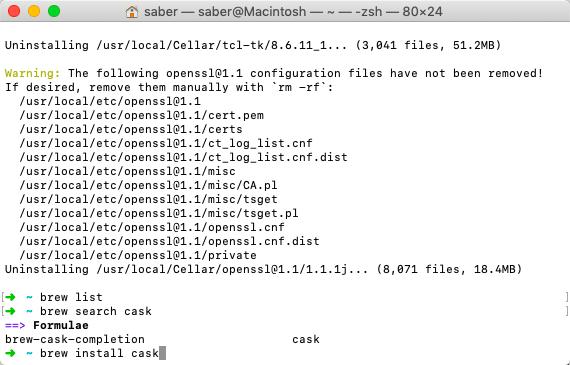 saber — saber@Macintosh — ~ — -zsh — 80×24
Uninstalling /usr/local/Cellar/tcl-tk/8.6.11_1... (3,041 files, 51.2MB)
Warning: The following openssl@1.1 configuration files have not been removed!
If desired, remove them manually with `rm -rf`:
/usr/local/etc/openssl@1.1
/usr/local/etc/openssl@1.1/cert.pem
/usr/local/etc/openssl@1.1/certs
/usr/local/etc/openssl@1.1/ct_log_list.cnf
/usr/local/etc/openssl@1.1/ct_log_list.cnf.dist
/usr/local/etc/openssl@1.1/misc
/usr/local/etc/openssl@1.1/misc/CA.pl
/usr/local/etc/openssl@1.1/misc/tsget
/usr/local/etc/openssl@1.1/misc/tsget.pl
/usr/local/etc/openssl@1.1/openssl.cnf
/usr/local/etc/openssl@1.1/openssl.cnf.dist
/usr/local/etc/openssl@1.1/private
Uninstalling /usr/local/Cellar/openssl@1.1/1.1.1j... (8,071 files, 18.4MB)
[➜ ~ brew list ]
[➜ ~ brew search cask ]
==> Formulae
brew-cask-completion cask
➜ ~ brew install cask